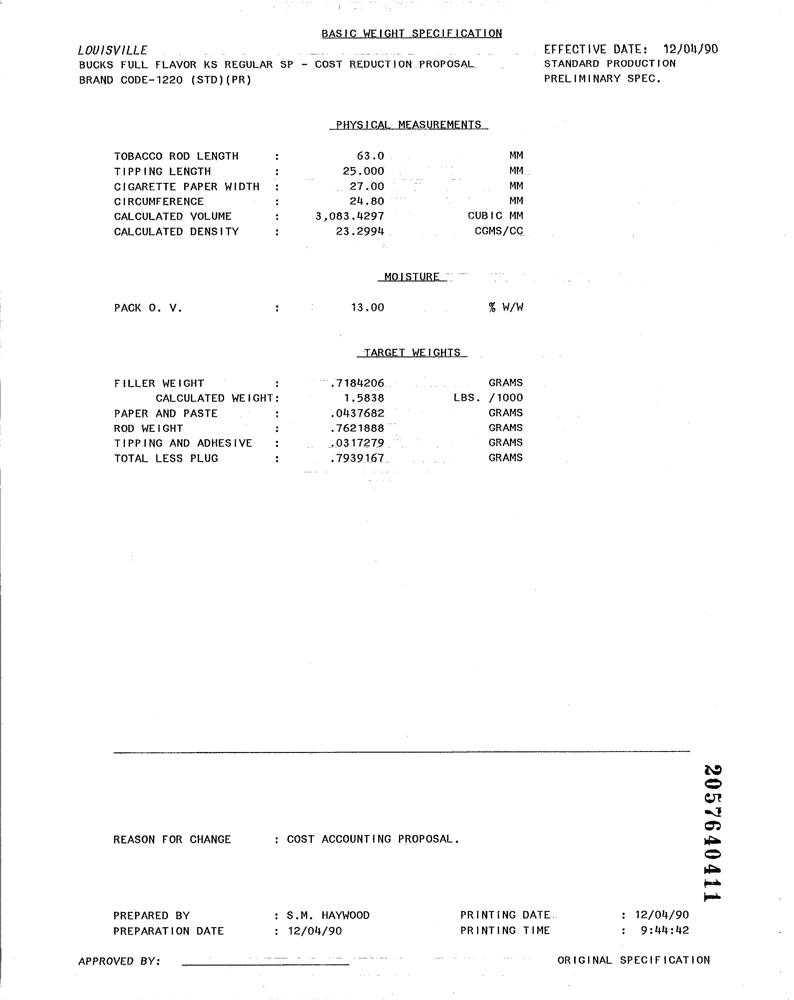 BASIC WEIGHT SPECIFICATION
LOUISVILLE EFFECTIVE DATE: 12/04/90
BUCKS FULL FLAVOR KS REGULAR SP - COST REDUCTION PROPOSAL STANDARD PRODUCTION
BRAND CODE-1220 (STD)(PR) PRELIMINARY SPEC.
PHYSICAL MEASUREMENTS
TOBACCO ROD LENGTH : 63.0 MM
TIPPING LENGTH : 25.000 MM
CIGARETTE PAPER WIDTH : 27.00 MM
CIRCUMFERENCE : 24.80 MM
CALCULATED VOLUME : 3,083.4297 CUBIC MM
CALCULATED DENSITY : 23.2994 CGMS/CC
MOISTURE
PACK O. V. : 13.00 % W/W
TARGET WEIGHTS
FILLER WEIGHT : .7184206 GRAMS
CALCULATED WEIGHT: 1.5838 LBS. /1000
PAPER AND PASTE : .0437682 GRAMS
ROD WEIGHT : .7621888 GRAMS
TIPPING AND ADHESIVE : .0317279 GRAMS
TOTAL LESS PLUG : .7939167 GRAMS
2057640411
REASON FOR CHANGE : COST ACCOUNTING PROPOSAL.
PREPARED BY : S.M. HAYWOOD PRINTING DATE : 12/04/90
PREPARATION DATE : 12/04/90 PRINTING TIME : 9:44:42
APPROVED BY: ORIGINAL SPECIFICATION